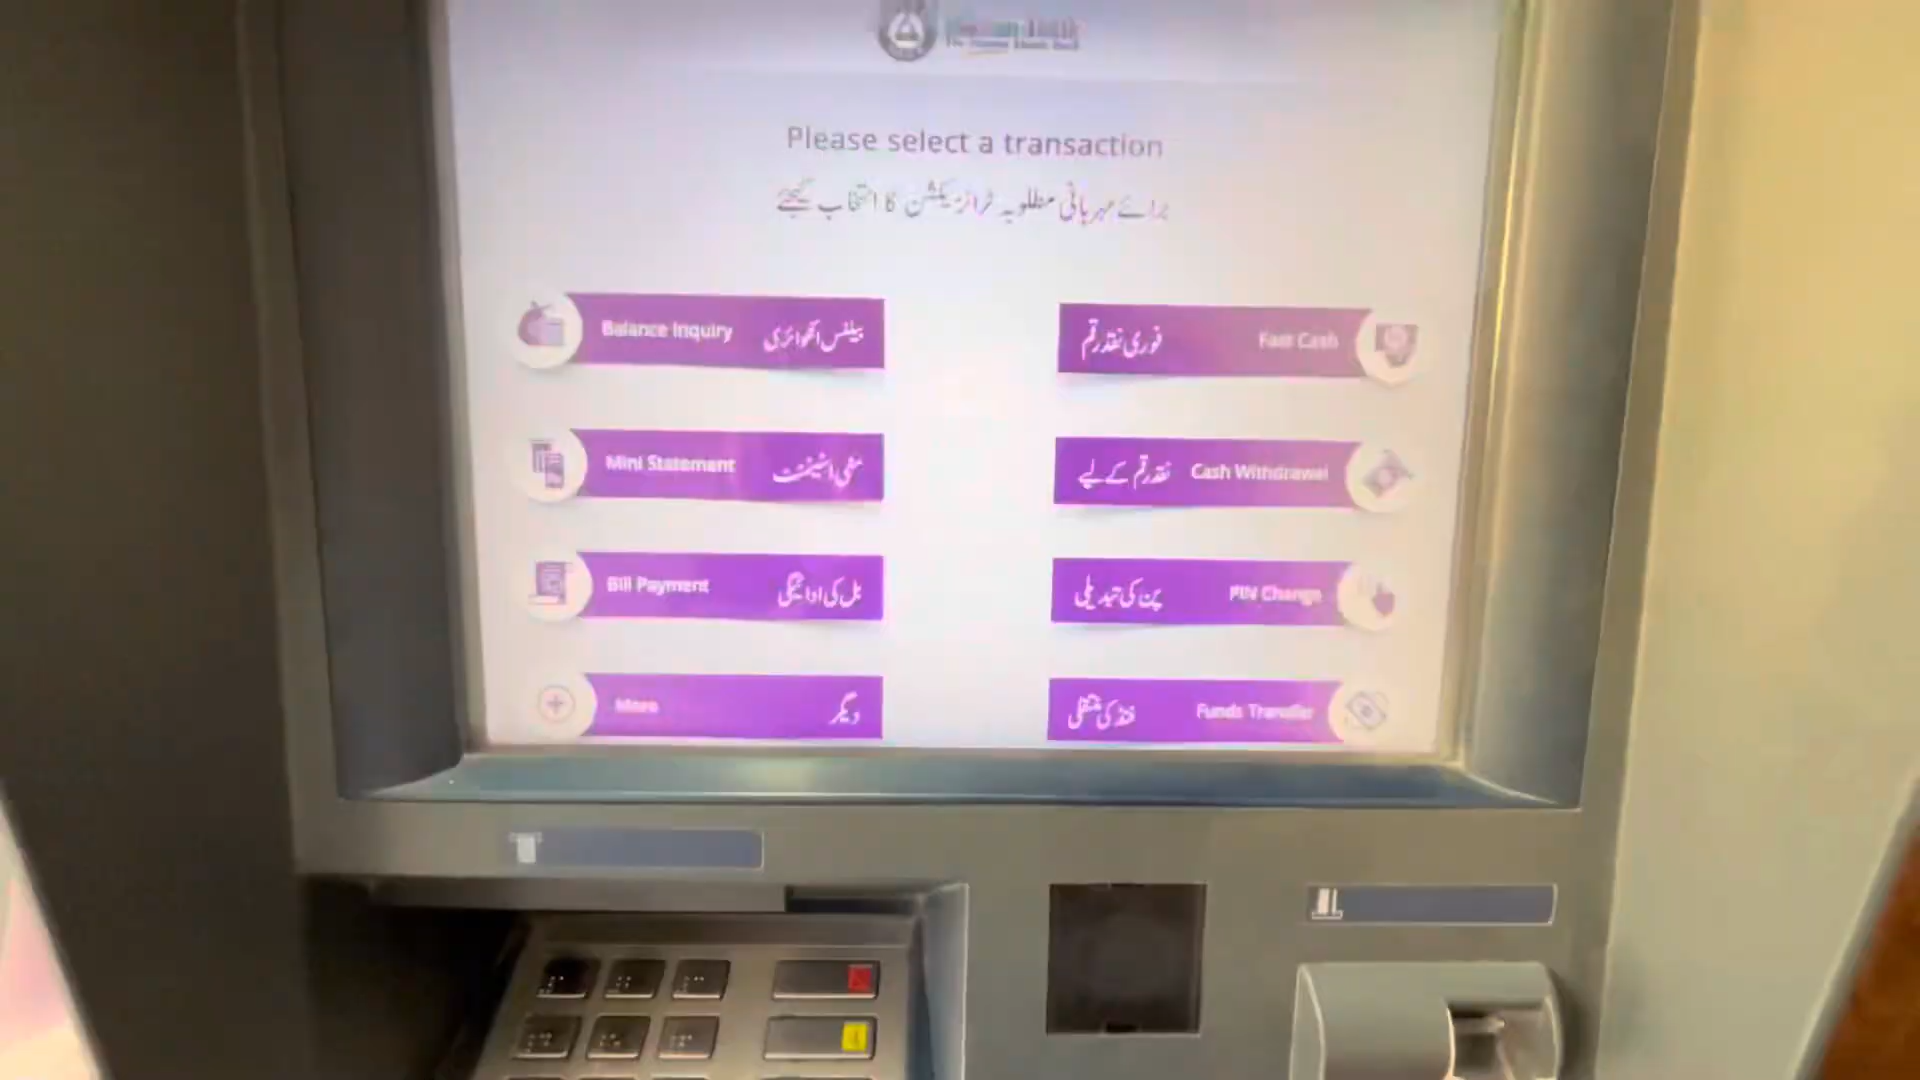 Please select a transaction
برائے مہربانی مطلوبہ ٹرانزیکشن کا انتخاب کیجئے
Balance Inquiry بیلنس انکوائری
فوری نقد رقم Fast Cash
Mini Statement منی اسٹیٹمنٹ
نقد رقم کے لیے Cash Withdrawal
Bill Payment بل کی ادائیگی
پن کی تبدیلی PIN Change
More دیگر
فنڈ کی منتقلی Funds Transfer